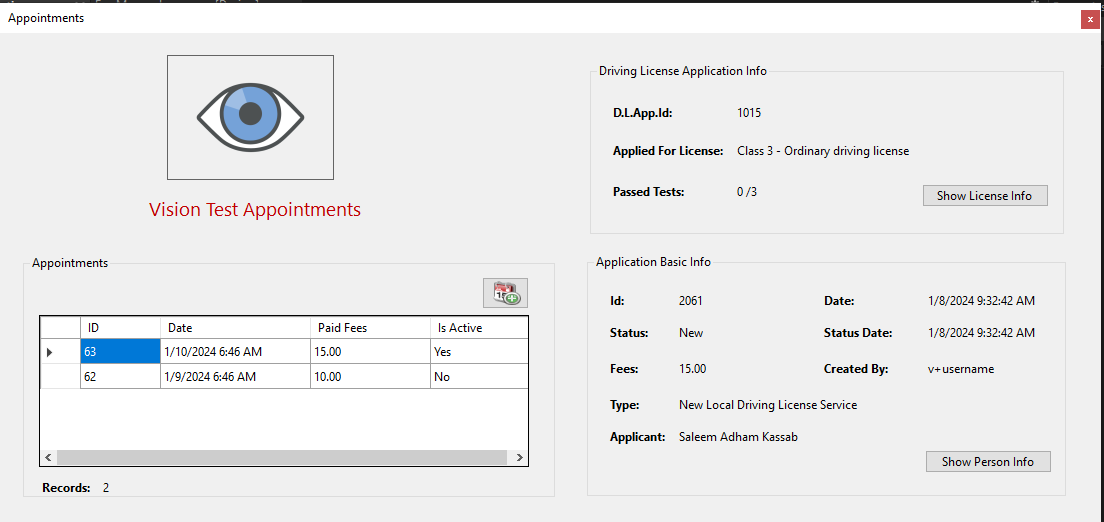 Appointments
x
Vision Test Appointments
Appointments
ID Date Paid Fees Is Active
63 1/10/2024 6:46 AM 15.00 Yes
62 1/9/2024 6:46 AM 10.00 No
Records: 2
Driving License Application Info
D.L.App.Id: 1015
Applied For License: Class 3 - Ordinary driving license
Passed Tests: 0 /3
Show License Info
Application Basic Info
Id: 2061 Date: 1/8/2024 9:32:42 AM
Status: New Status Date: 1/8/2024 9:32:42 AM
Fees: 15.00 Created By: v+username
Type: New Local Driving License Service
Applicant: Saleem Adham Kassab
Show Person Info